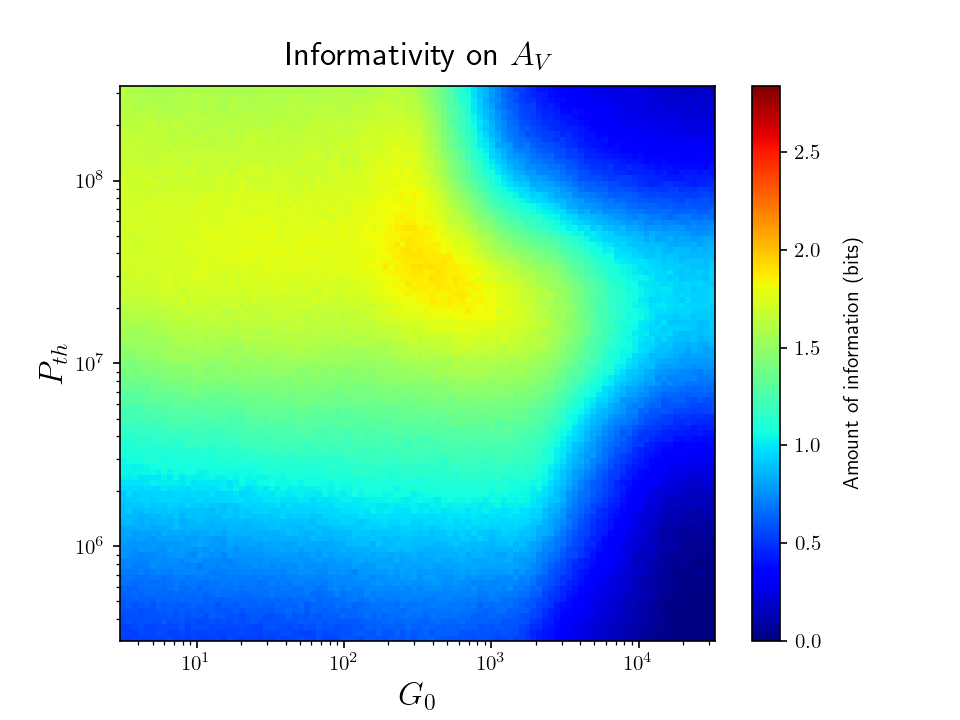 Informativity on A_V
10^8
10^7
10^6
P_th
10^1 10^2 10^3 10^4
G_0
2.5
2.0
1.5
1.0
0.5
0.0
Amount of information (bits)